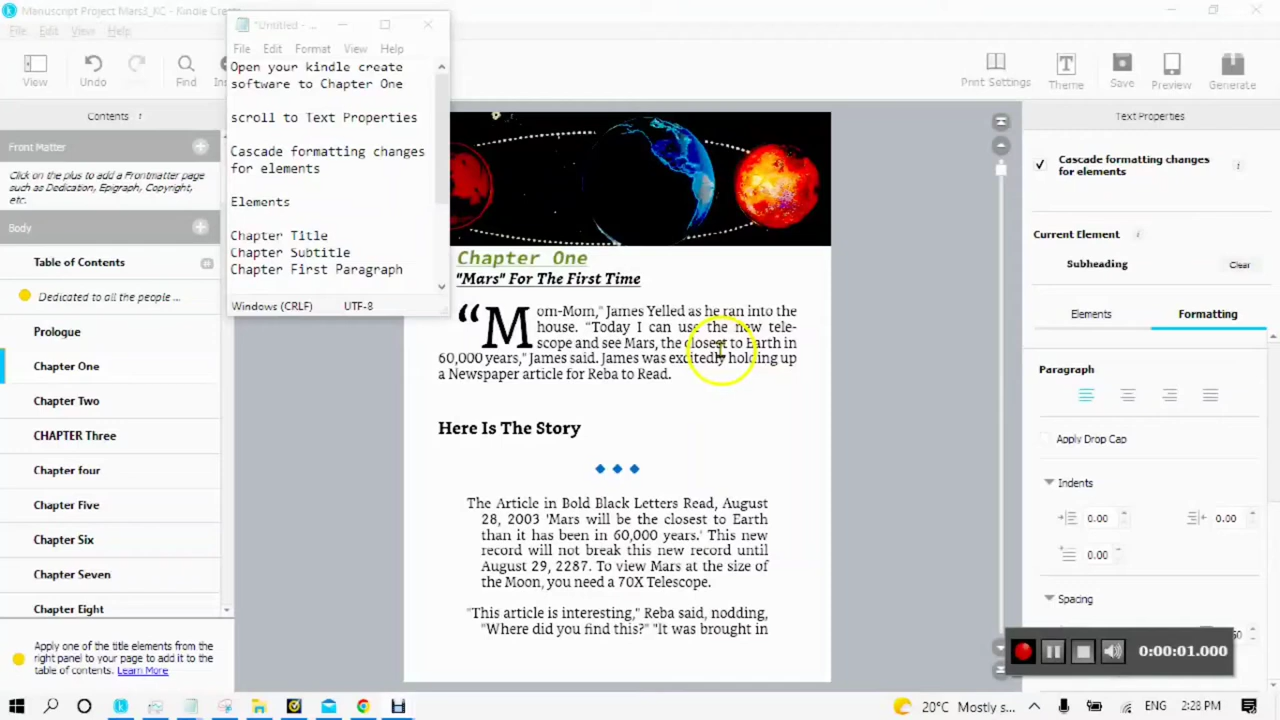 Manuscript Project Mars3_KC - Kindle Crea
File Edit View Help
*Untitled - ...
File Edit Format View Help
View
Undo
Find
Print Settings
Theme
Save
Preview
Generate
Open your kindle create
software to Chapter One
scroll to Text Properties
Cascade formatting changes
for elements
Elements
Chapter Title
Chapter Subtitle
Chapter First Paragraph
Windows (CRLF) UTF-8
Contents
Front Matter
Click on the plus to add a Frontmatter page
such as Dedication, Epigraph, Copyright,
etc.
Body
Table of Contents
Dedicated to all the people ...
Prologue
Chapter One
Chapter Two
CHAPTER Three
Chapter four
Chapter Five
Chapter Six
Chapter Seven
Chapter Eight
Apply one of the title elements from the
right panel to your page to add it to the
table of contents. Learn More
Chapter One
"Mars" For The First Time
“Mom-Mom," James Yelled as he ran into the
house. "Today I can use the new tele-
scope and see Mars, the closest to Earth in
60,000 years," James said. James was excitedly holding up
a Newspaper article for Reba to Read.
Here Is The Story
The Article in Bold Black Letters Read, August
28, 2003 'Mars will be the closest to Earth
than it has been in 60,000 years.' This new
record will not break this new record until
August 29, 2287. To view Mars at the size of
the Moon, you need a 70X Telescope.
"This article is interesting," Reba said, nodding,
"Where did you find this?" "It was brought in
Text Properties
Cascade formatting changes
for elements
Current Element
Subheading Clear
Elements Formatting
Paragraph
Apply Drop Cap
Indents
0.00 0.00
0.00
Spacing
0:00:01.000
20°C Mostly s...
ENG 2:28 PM